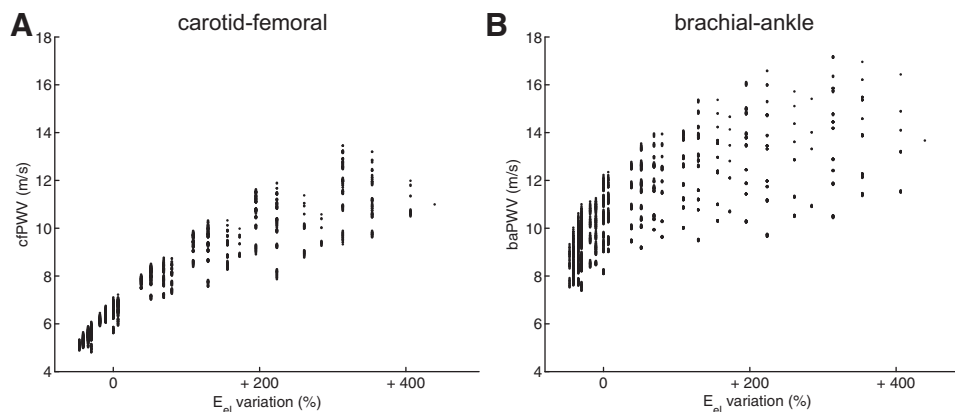 A
carotid-femoral
18
16
14
12
10
8
6
4
cfPWV (m/s)
0
+ 200
+ 400
E_el variation (%)
B
brachial-ankle
18
16
14
12
10
8
6
4
baPWV (m/s)
0
+ 200
+ 400
E_el variation (%)